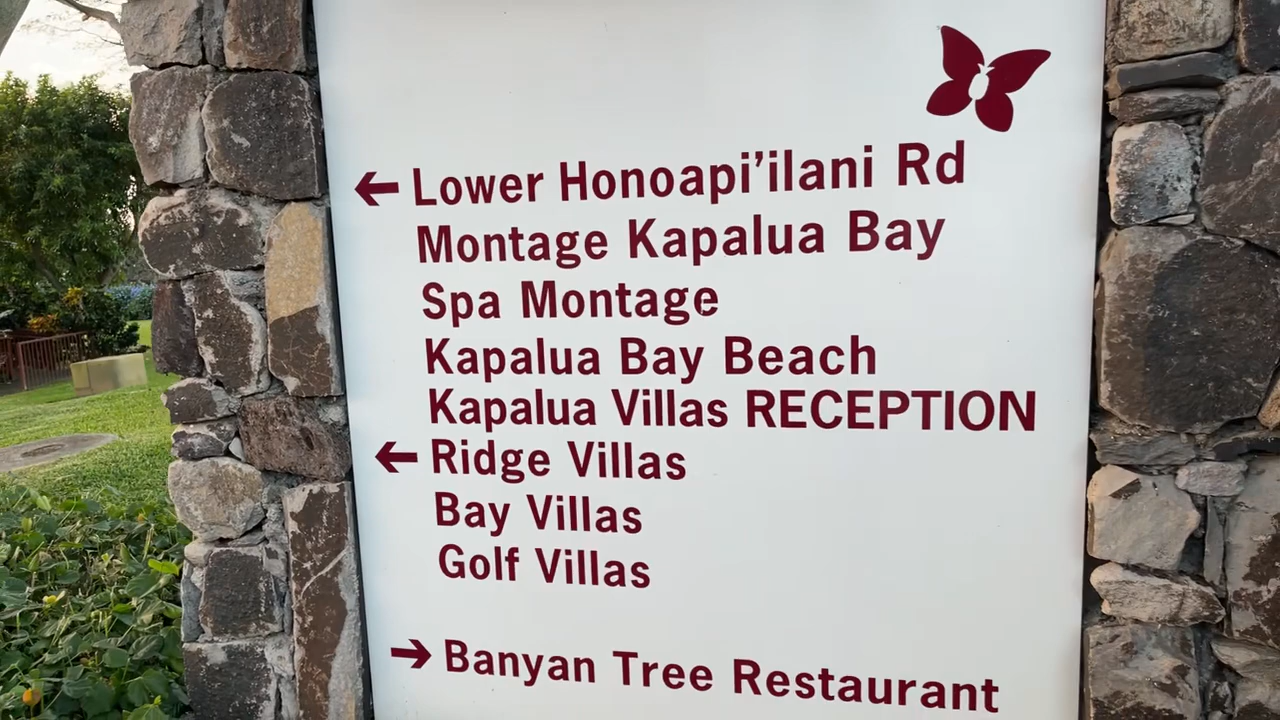 ← Lower Honoapi’ilani Rd
Montage Kapalua Bay
Spa Montage
Kapalua Bay Beach
Kapalua Villas RECEPTION
← Ridge Villas
Bay Villas
Golf Villas
→ Banyan Tree Restaurant